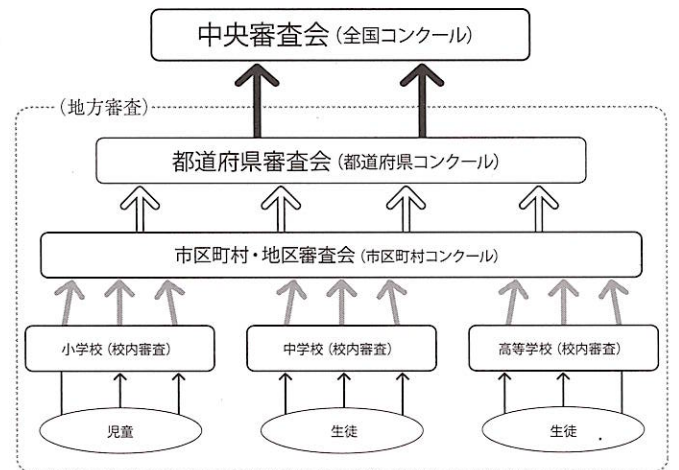 中央審査会(全国コンクール)
(地方審査)
都道府県審査会(都道府県コンクール)
市区町村・地区審査会(市区町村コンクール)
小学校(校内審査)
中学校(校内審査)
高等学校(校内審査)
児童
生徒
生徒